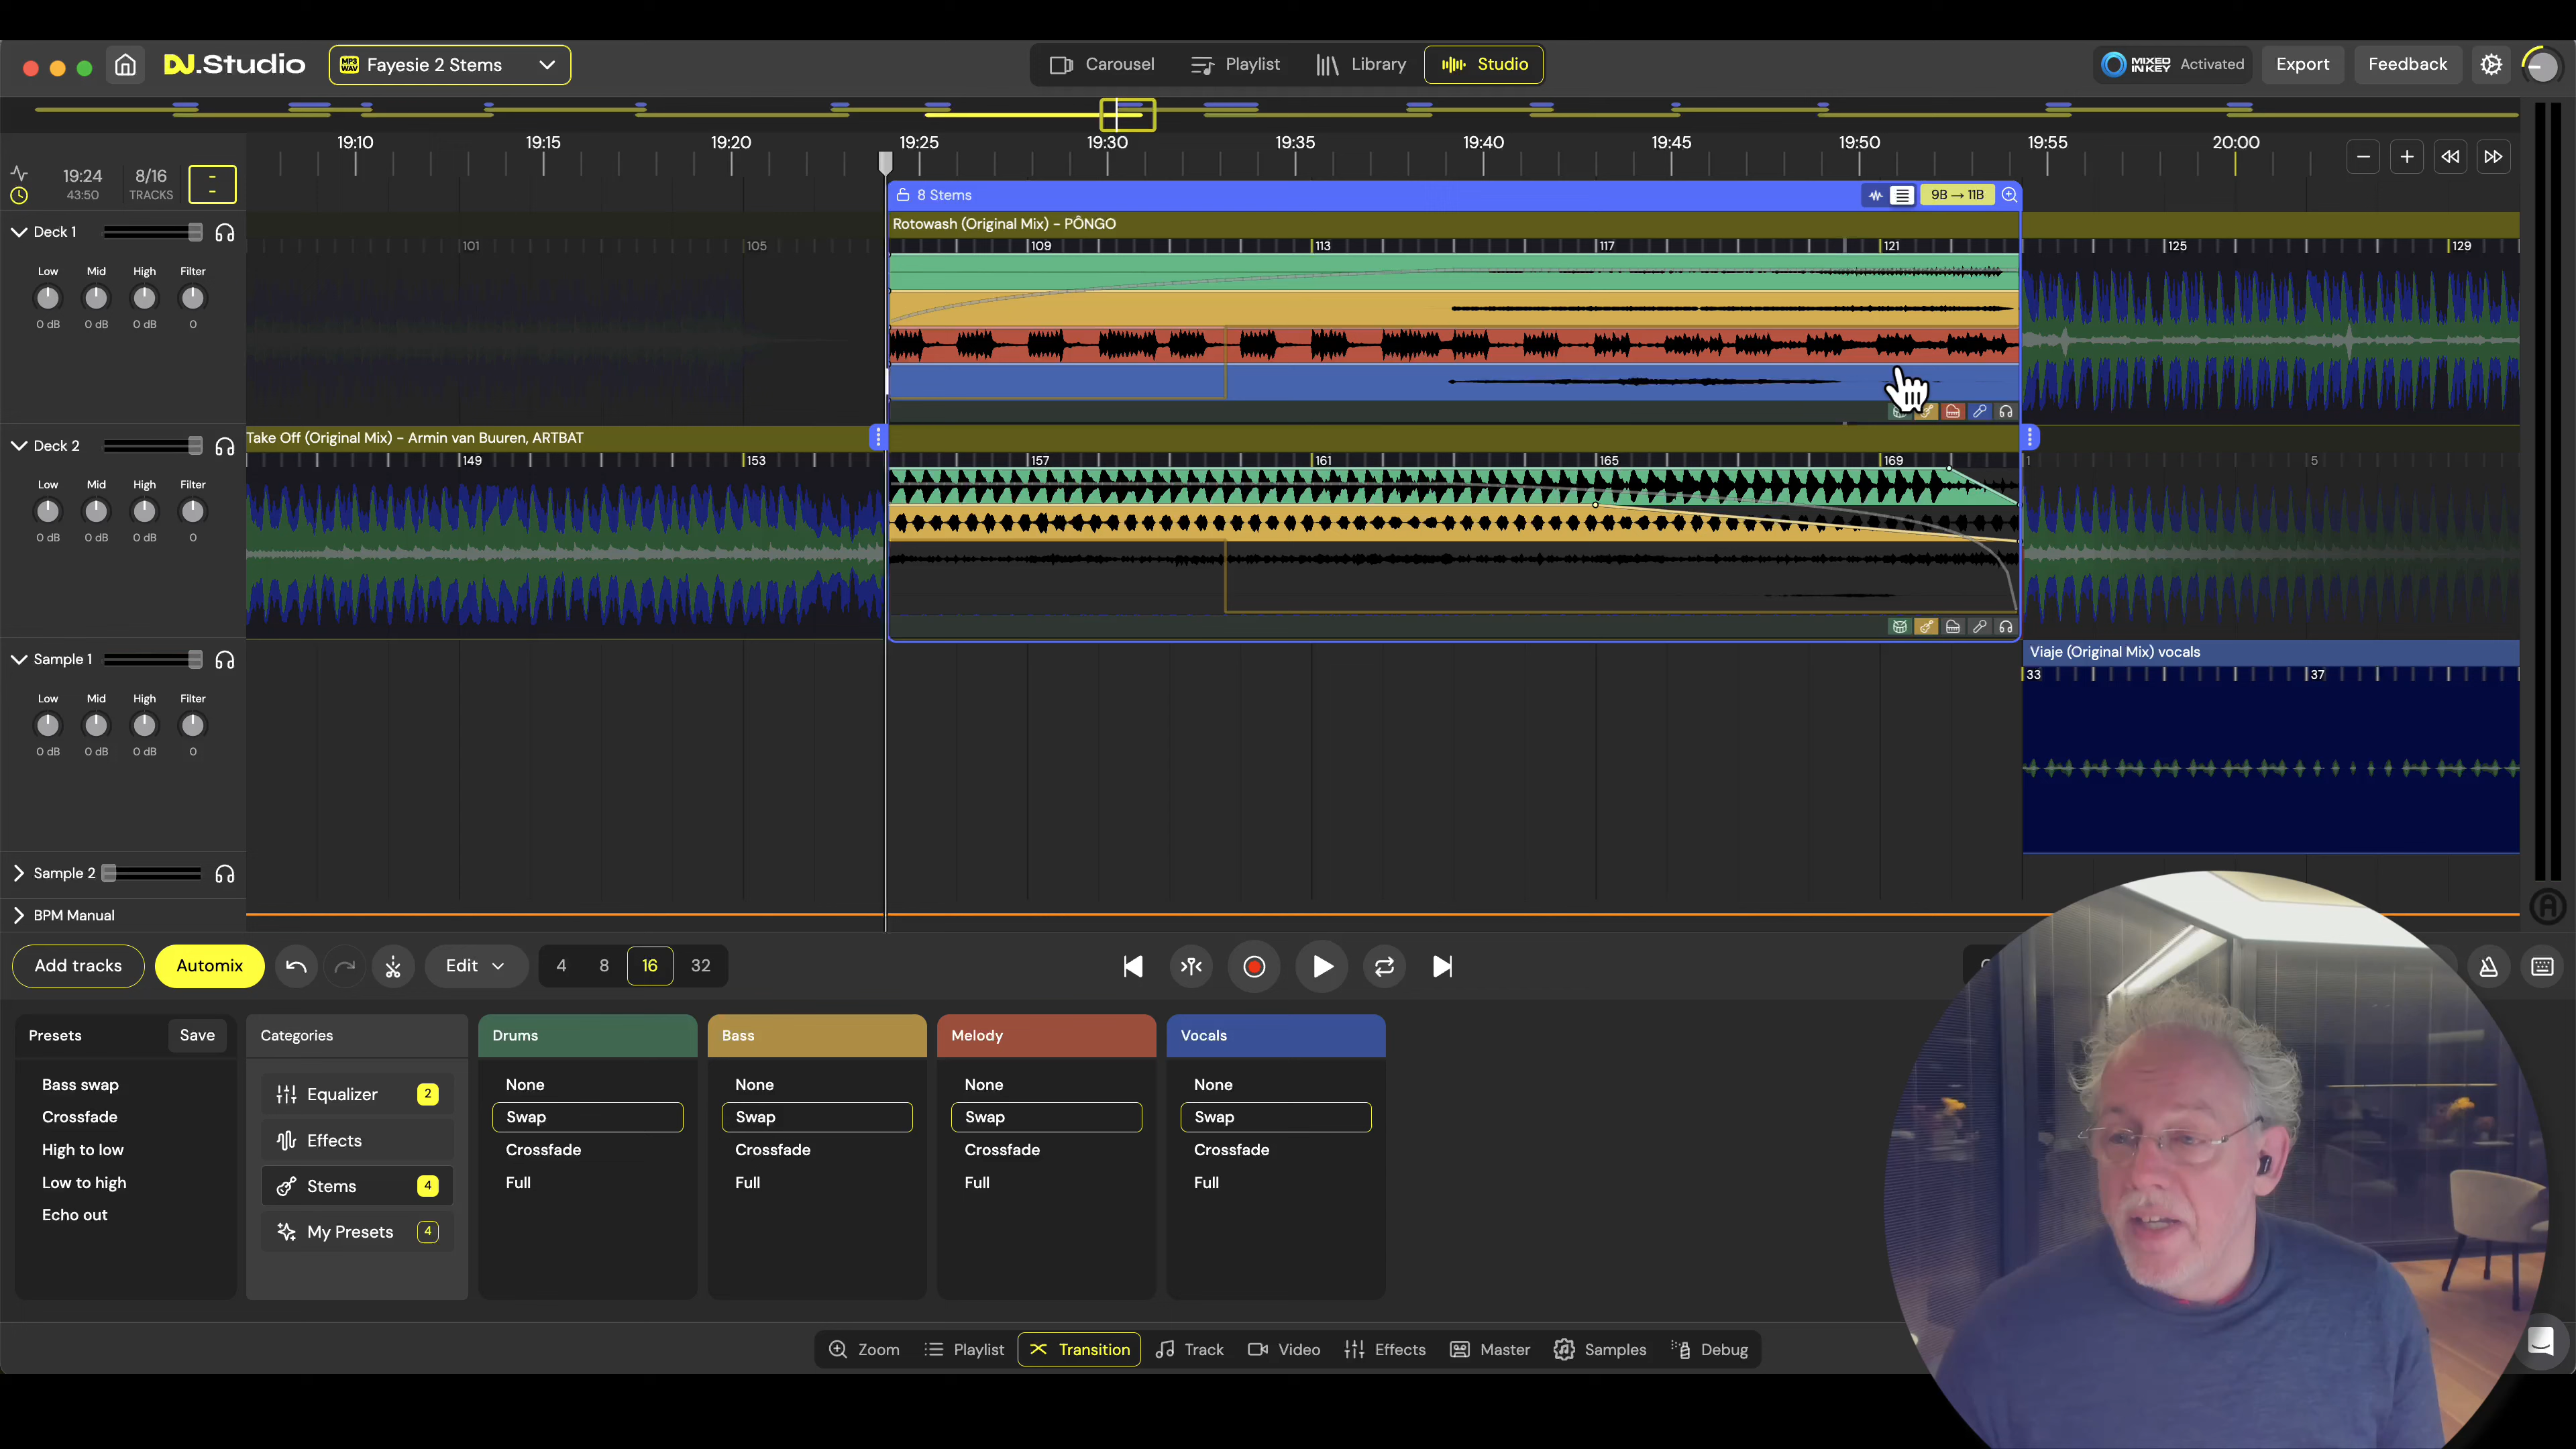 DJ.Studio
MP3 WAV
Fayesie 2 Stems
Carousel
Playlist
Library
Studio
MIXED IN KEY
Activated
Export
Feedback
19:10
19:15
19:20
19:25
19:30
19:35
19:40
19:45
19:50
19:55
20:00
19:24
43:50
8/16
TRACKS
8 Stems
9B → 11B
Rotowash (Original Mix) - PÔNGO
Deck 1
101
105
109
113
117
121
125
129
Low
Mid
High
Filter
0 dB
0 dB
0 dB
0
Deck 2
Take Off (Original Mix) - Armin van Buuren, ARTBAT
149
153
157
161
165
169
1
5
Low
Mid
High
Filter
0 dB
0 dB
0 dB
0
Sample 1
Viaje (Original Mix) vocals
33
37
Low
Mid
High
Filter
0 dB
0 dB
0 dB
0
Sample 2
BPM Manual
Add tracks
Automix
Edit
4
8
16
32
Presets
Save
Bass swap
Crossfade
High to low
Low to high
Echo out
Categories
Equalizer
2
Effects
Stems
4
My Presets
4
Drums
None
Swap
Crossfade
Full
Bass
None
Swap
Crossfade
Full
Melody
None
Swap
Crossfade
Full
Vocals
None
Swap
Crossfade
Full
Zoom
Playlist
Transition
Track
Video
Effects
Master
Samples
Debug